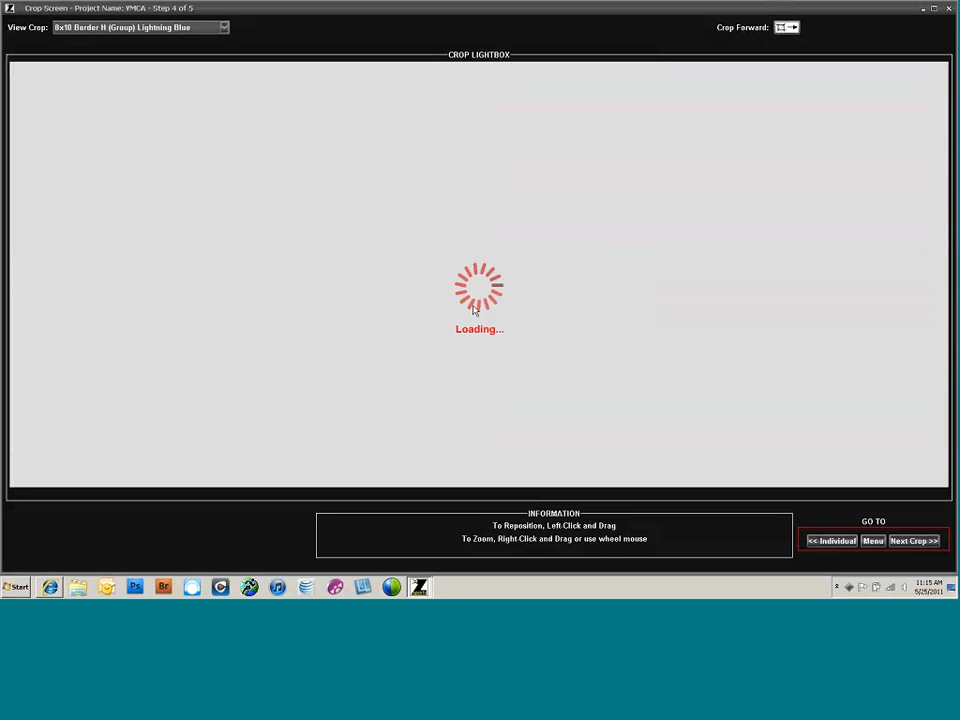 Crop Screen - Project Name: YMCA - Step 4 of 5
View Crop: 8x10 Border H (Group) Lightning Blue
Crop Forward:
CROP LIGHTBOX
Loading...
INFORMATION
To Reposition, Left-Click and Drag
To Zoom, Right-Click and Drag or use wheel mouse
GO TO
<< Individual Menu Next Crop >>
Start Ps Br 11:15 AM
5/25/2011